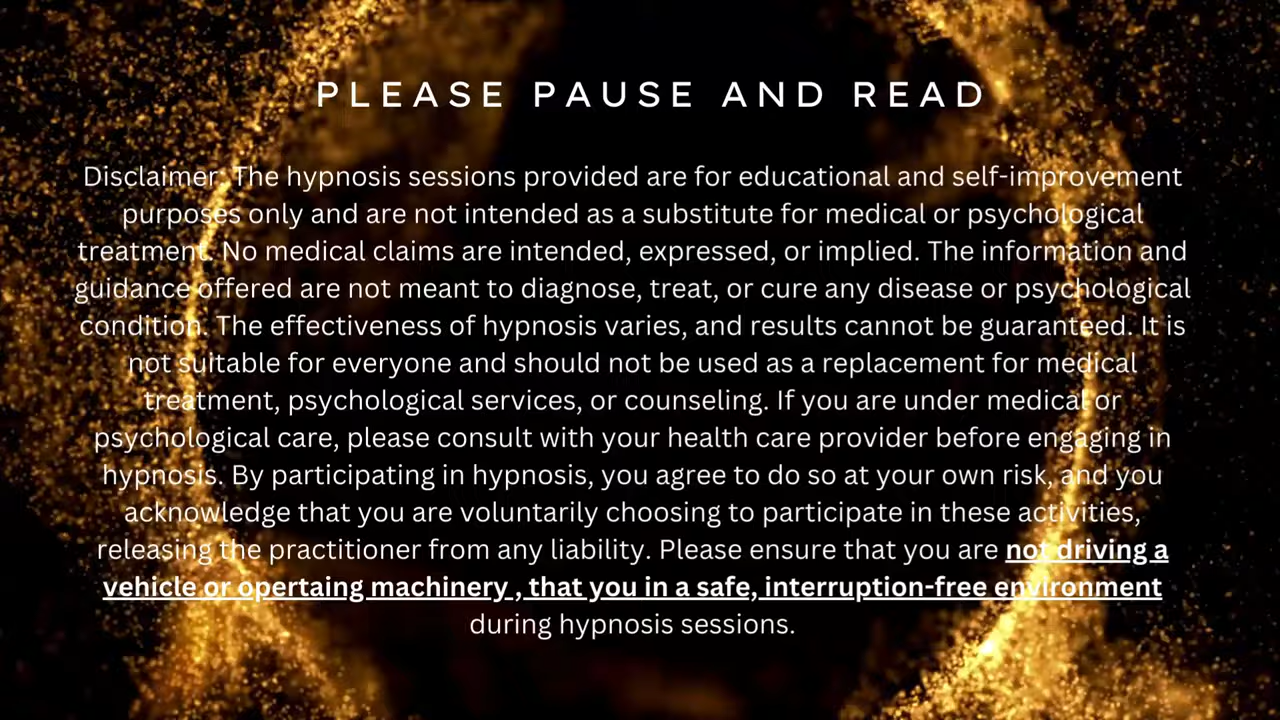 PLEASE PAUSE AND READ
Disclaimer: The hypnosis sessions provided are for educational and self-improvement
purposes only and are not intended as a substitute for medical or psychological
treatment. No medical claims are intended, expressed, or implied. The information and
guidance offered are not meant to diagnose, treat, or cure any disease or psychological
condition. The effectiveness of hypnosis varies, and results cannot be guaranteed. It is
not suitable for everyone and should not be used as a replacement for medical
treatment, psychological services, or counseling. If you are under medical or
psychological care, please consult with your health care provider before engaging in
hypnosis. By participating in hypnosis, you agree to do so at your own risk, and you
acknowledge that you are voluntarily choosing to participate in these activities,
releasing the practitioner from any liability. Please ensure that you are not driving a
vehicle or opertaing machinery , that you in a safe, interruption-free environment
during hypnosis sessions.